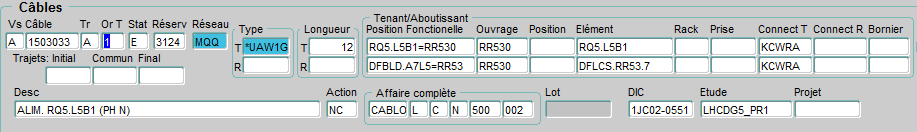 Câbles
Vs Câble Tr Or T Stat Réserv Réseau Type Longueur Tenant/Aboutissant
Position Fonctionelle Ouvrage Position Elément Rack Prise Connect T Connect R Bornier
A 1503033 A 1 E 3124 MQQ T *UAW1G T 12 RQ5.L5B1=RR530 RR530 RQ5.L5B1 KCWRA
Trajets: Initial Commun Final R R DFBLD.A7L5=RR53 RR530 DFLCS.RR53.7 KCWRA
Desc Action Affaire complète Lot DIC Etude Projet
ALIM. RQ5.L5B1 (PH N) NC CABLO L C N 500 002 1JC02-0551 LHCDG5_PR1